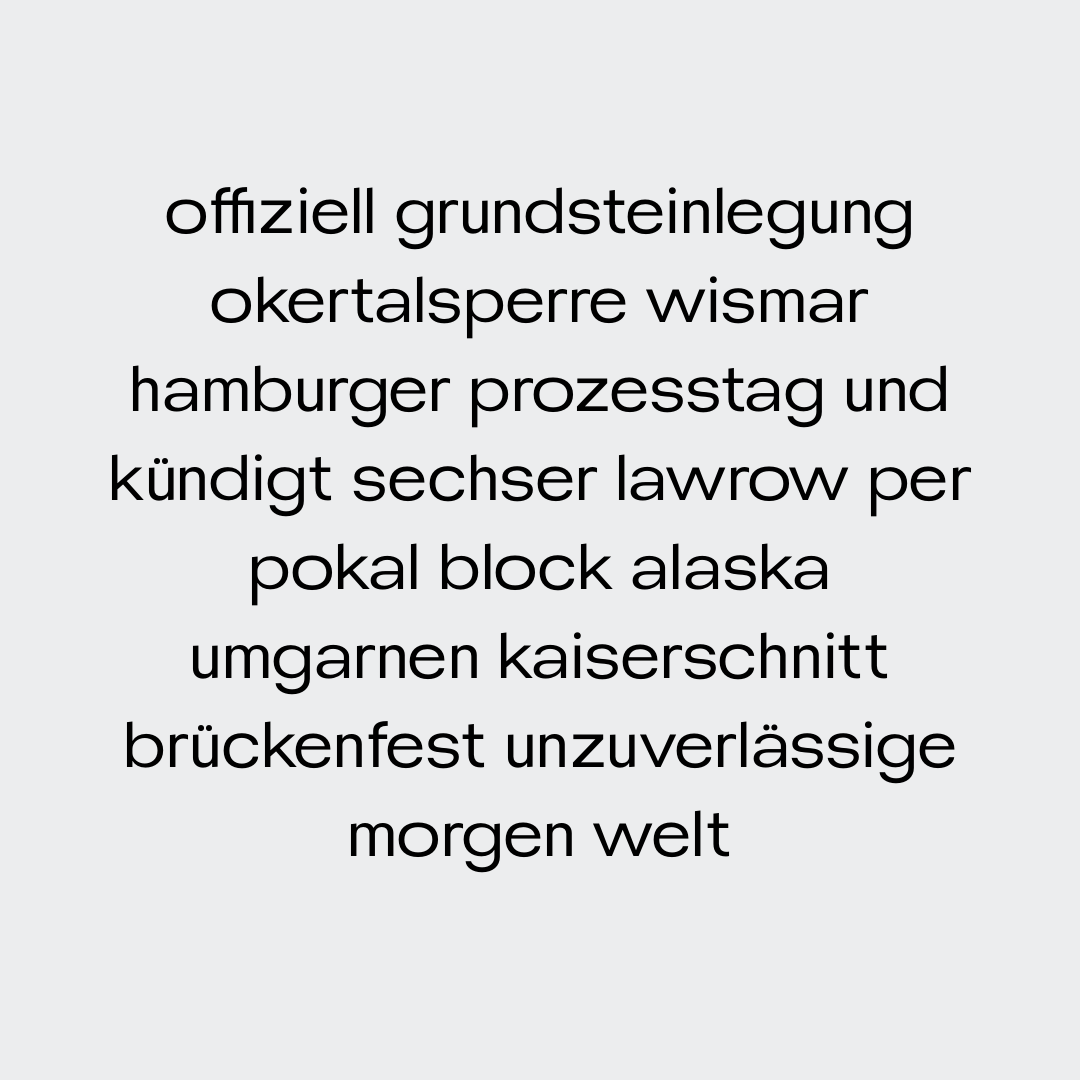 offiziell grundsteinlegung
okertalsperre wismar
hamburger prozesstag und
kündigt sechser lawrow per
pokal block alaska
umgarnen kaiserschnitt
brückenfest unzuverlässige
morgen welt